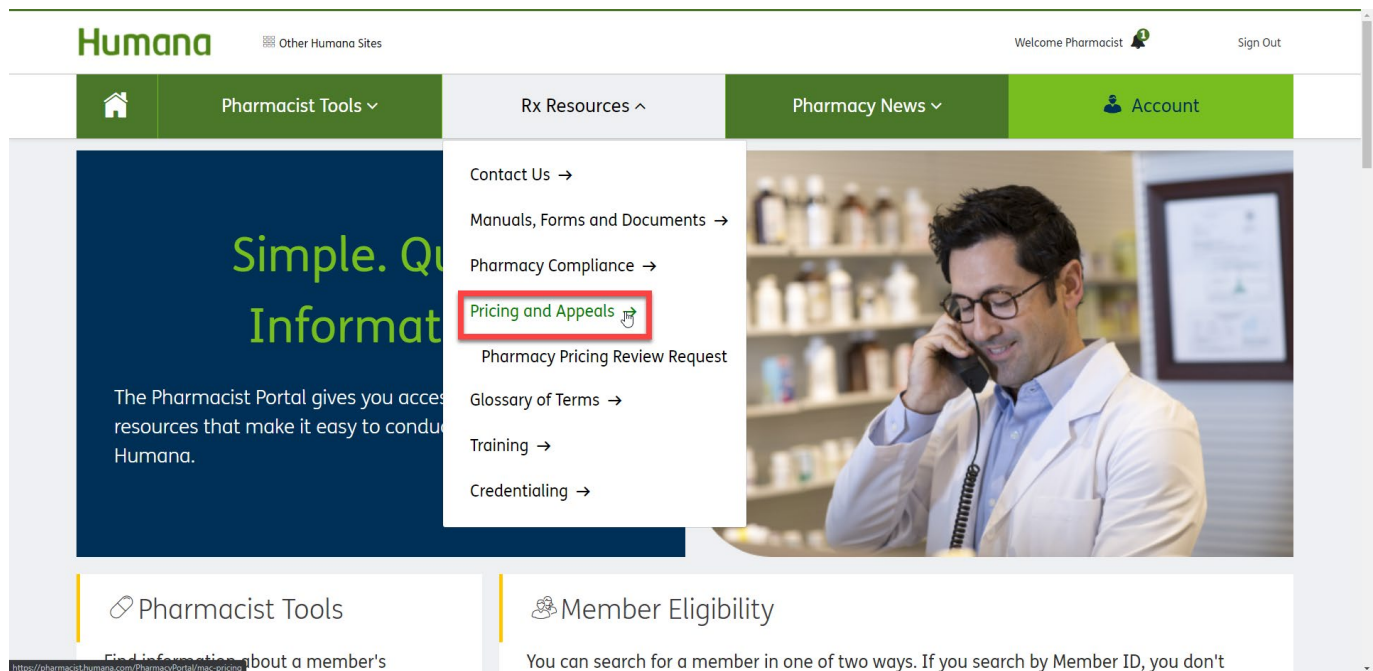 Humana
Other Humana Sites
Welcome Pharmacist
1
Sign Out
Pharmacist Tools
Rx Resources
Pharmacy News
Account
Contact Us →
Manuals, Forms and Documents →
Pharmacy Compliance →
Pricing and Appeals →
Pharmacy Pricing Review Request
Glossary of Terms →
Training →
Credentialing →
Simple. Qu
Informat
The Pharmacist Portal gives you acces
resources that make it easy to condu
Humana.
Pharmacist Tools
Find information about a member's
Member Eligibility
You can search for a member in one of two ways. If you search by Member ID, you don't
https://pharmacist.humana.com/PharmacyPortal/mac-pricing